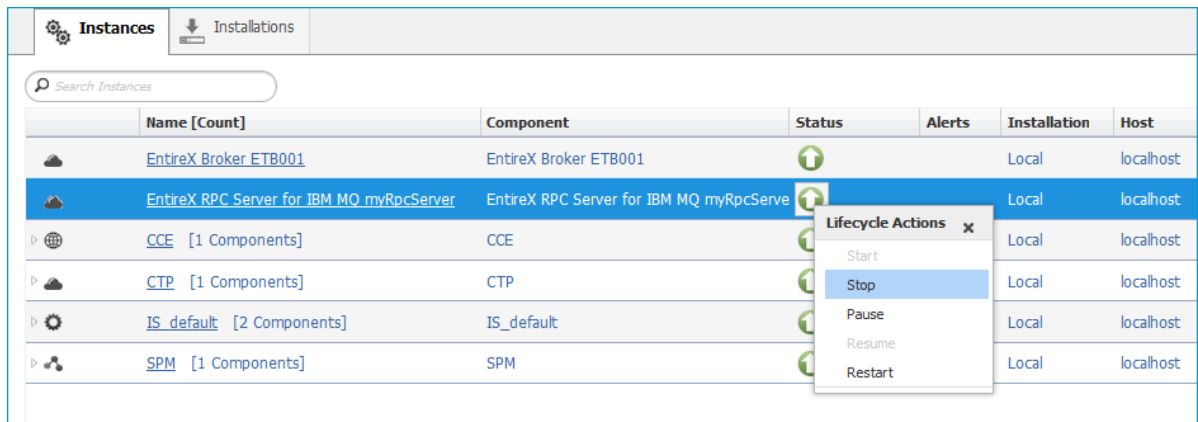 Instances Installations
Search Instances
Name [Count] Component Status Alerts Installation Host
EntireX Broker ETB001 EntireX Broker ETB001 Local localhost
EntireX RPC Server for IBM MQ myRpcServer EntireX RPC Server for IBM MQ myRpcServe Local localhost
Lifecycle Actions x
CCE [1 Components] CCE Local localhost
Start
CTP [1 Components] CTP Local localhost
Stop
Pause
IS_default [2 Components] IS_default Local localhost
Resume
SPM [1 Components] SPM Local localhost
Restart